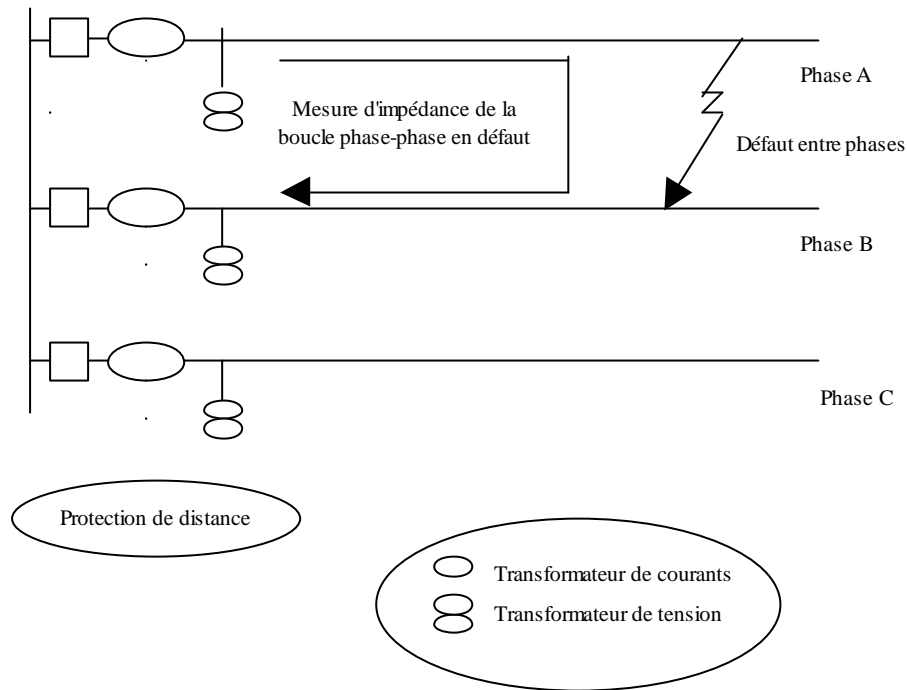 Phase A
Mesure d'impédance de la
boucle phase-phase en défaut
Défaut entre phases
Phase B
Phase C
Protection de distance
Transformateur de courants
Transformateur de tension